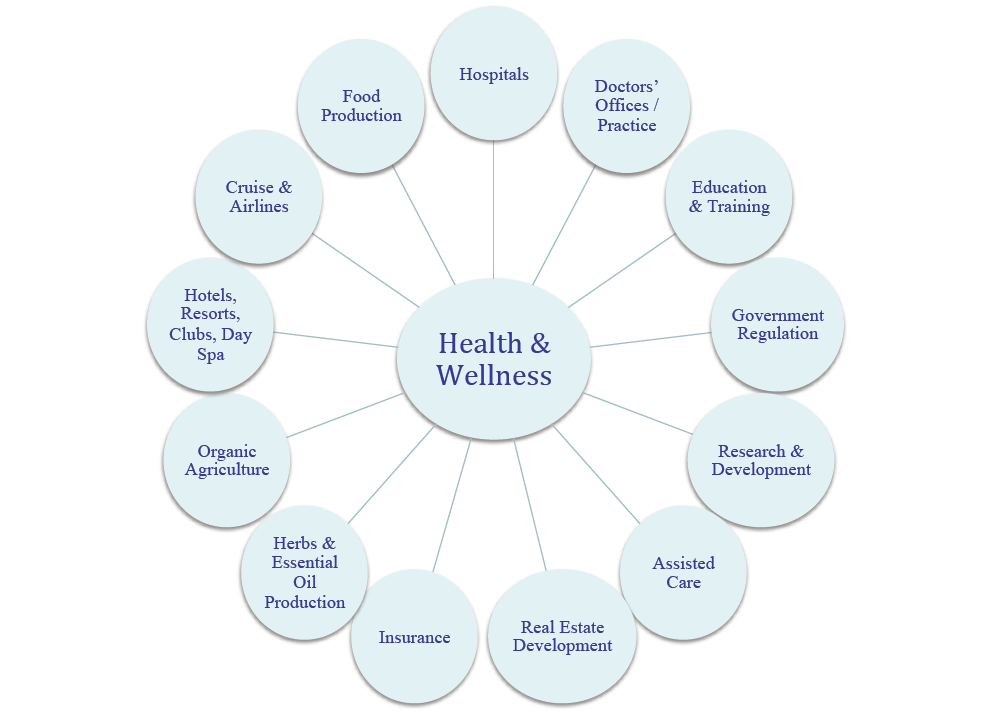 Hospitals
Doctors’
Offices /
Practice
Education
& Training
Government
Regulation
Research &
Development
Assisted
Care
Real Estate
Development
Insurance
Herbs &
Essential
Oil
Production
Organic
Agriculture
Hotels,
Resorts,
Clubs, Day
Spa
Cruise &
Airlines
Food
Production
Health &
Wellness